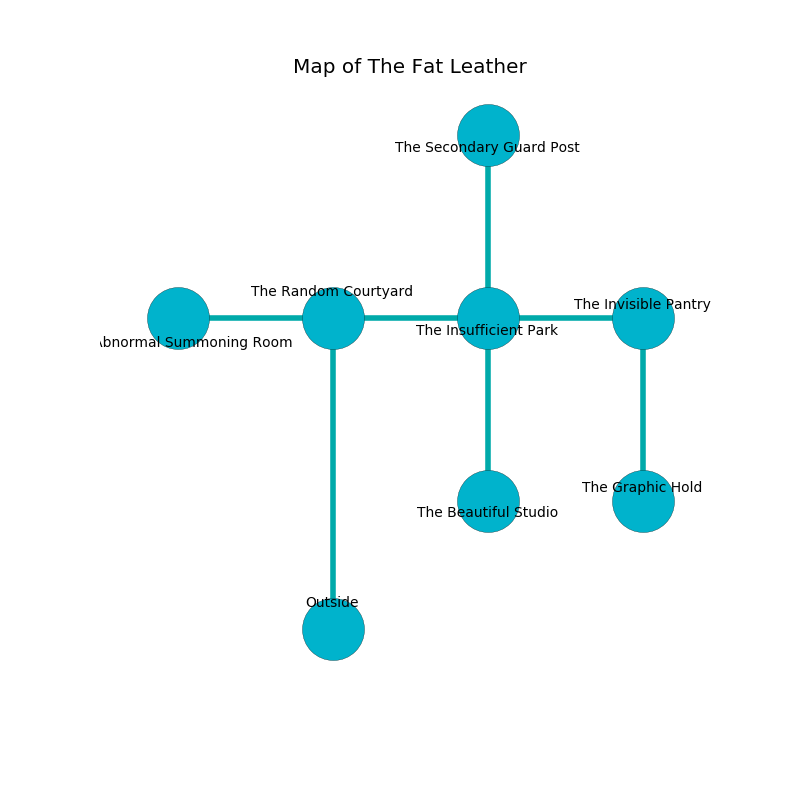 Map of The Fat Leather
The Secondary Guard Post
The Random Courtyard
The Invisible Pantry
The Insufficient Park
Abnormal Summoning Room
The Graphic Hold
The Beautiful Studio
Outside